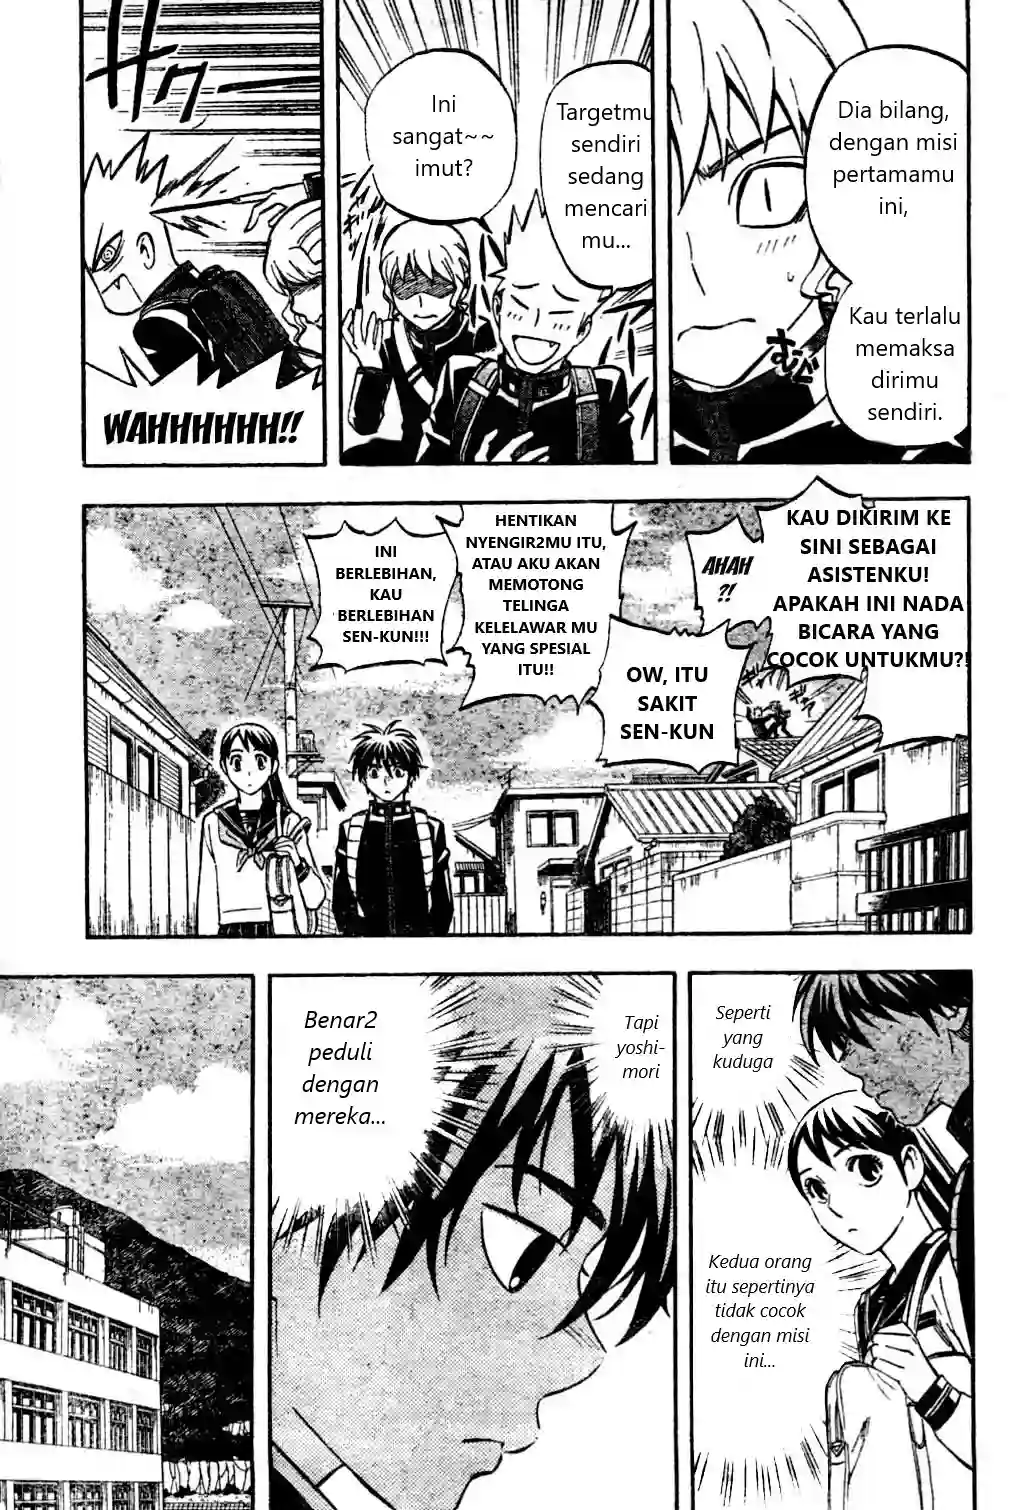 Dia bilang,
dengan misi
pertamamu
ini,
Kau terlalu
memaksa
dirimu
sendiri.
Targetmu
sendiri
sedang
mencari
mu...
Ini
sangat~~
imut?
WAHHHHHH!!
KAU DIKIRIM KE
SINI SEBAGAI
ASISTENKU!
APAKAH INI NADA
BICARA YANG
COCOK UNTUKMU?!
AHAH
?!
OW, ITU
SAKIT
SEN-KUN
HENTIKAN
NYENGIR2MU ITU,
ATAU AKU AKAN
MEMOTONG
TELINGA
KELELAWAR MU
YANG SPESIAL
ITU!!
INI
BERLEBIHAN,
KAU
BERLEBIHAN
SEN-KUN!!!
Seperti
yang
kuduga
Kedua orang
itu sepertinya
tidak cocok
dengan misi
ini...
Tapi
yoshi-
mori
Benar2
peduli
dengan
mereka...